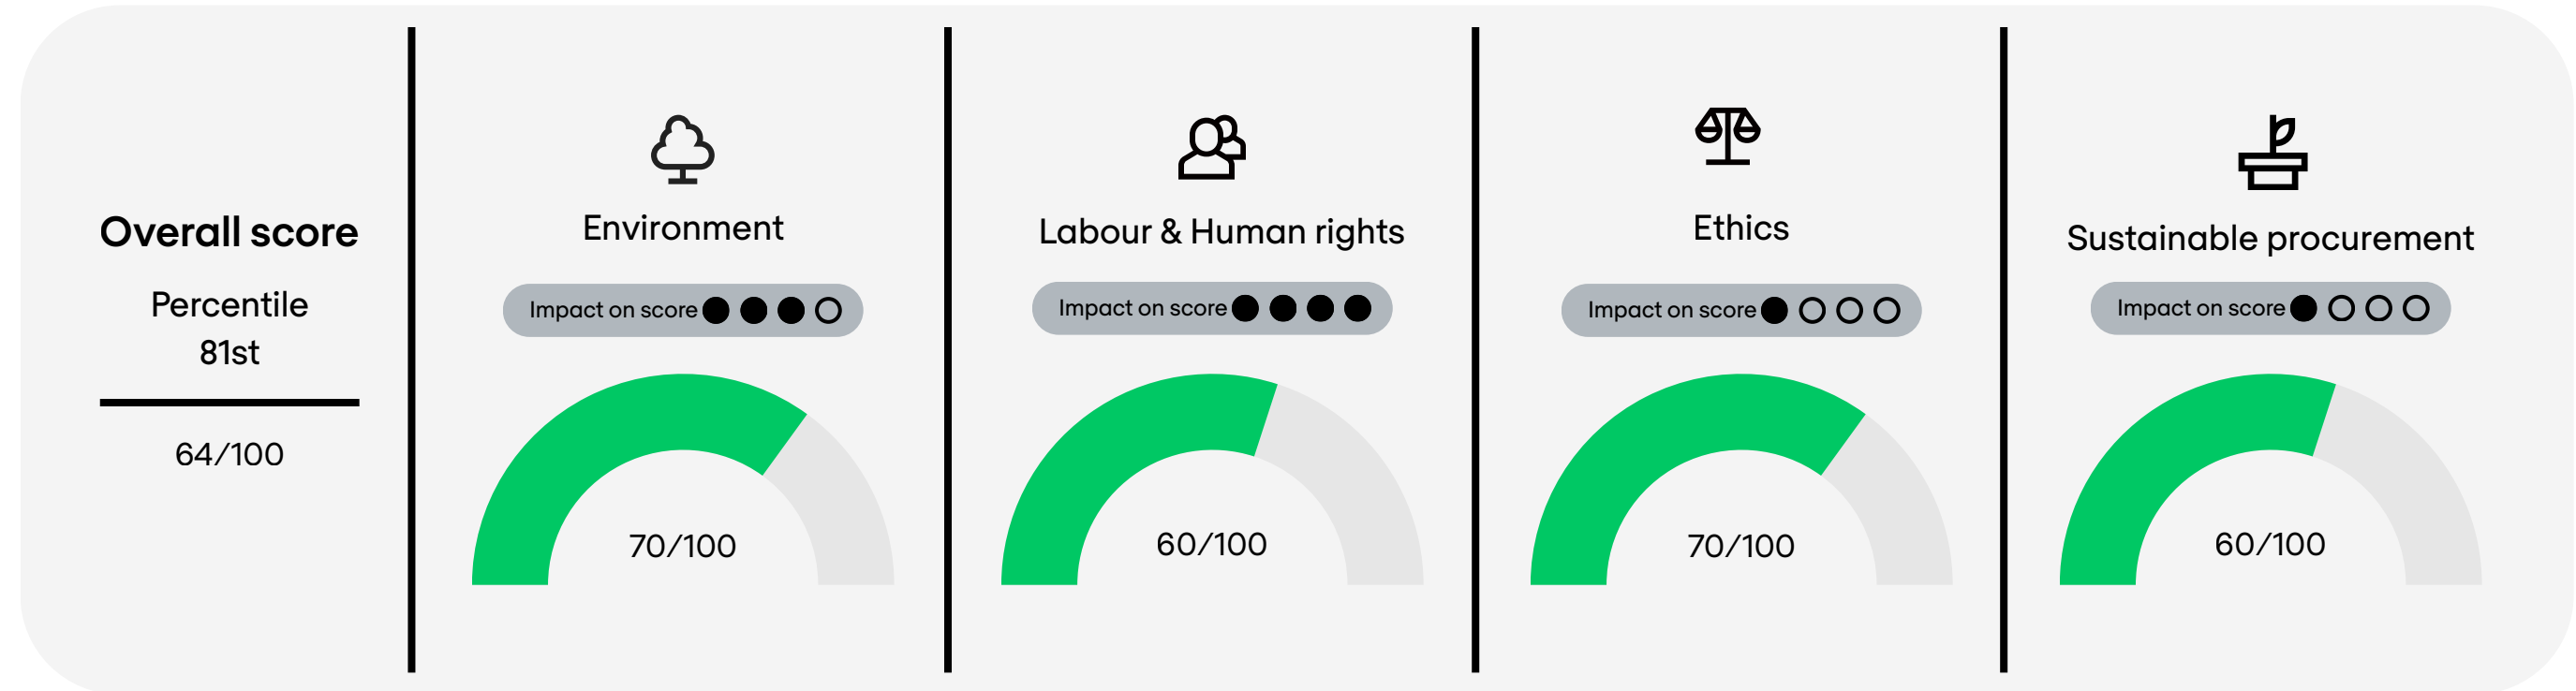 Overall score
Percentile
81st
64/100
Environment
Impact on score
70/100
Labour & Human rights
Impact on score
60/100
Ethics
Impact on score
70/100
Sustainable procurement
Impact on score
60/100